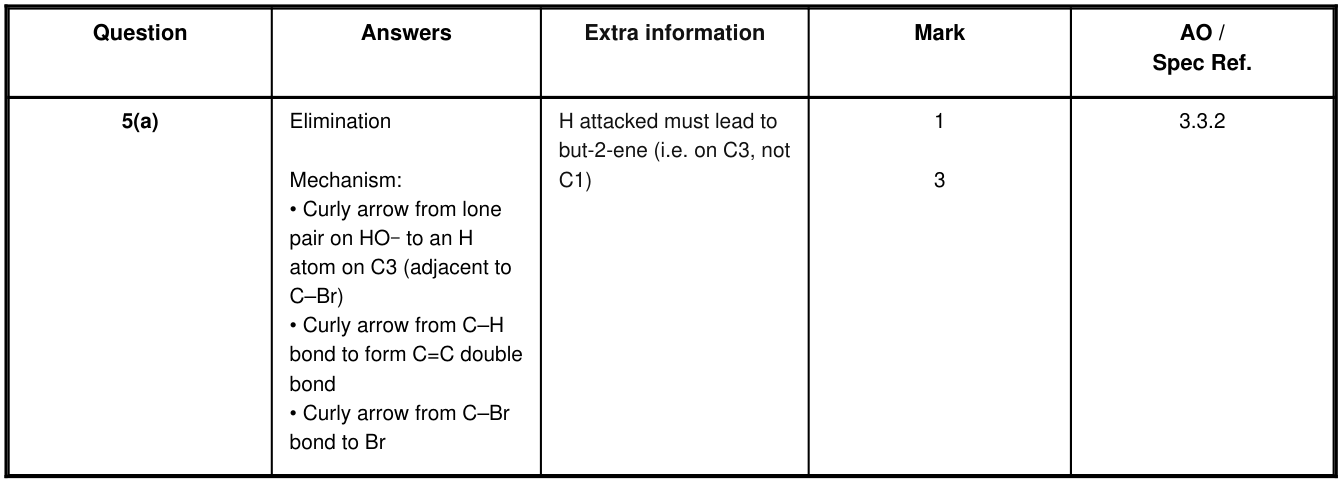 Question Answers Extra information Mark AO /
Spec Ref.
5(a) Elimination H attacked must lead to 1 3.3.2
but-2-ene (i.e. on C3, not
Mechanism: C1) 3
• Curly arrow from lone
pair on HO− to an H
atom on C3 (adjacent to
C–Br)
• Curly arrow from C–H
bond to form C=C double
bond
• Curly arrow from C–Br
bond to Br